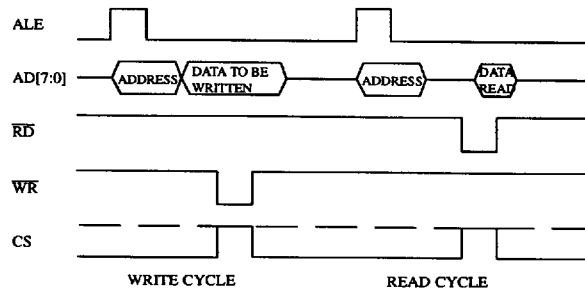 ALE
AD[7:0]
ADDRESS
DATA TO BE
WRITTEN
ADDRESS
DATA
READ
RD
WR
CS
WRITE CYCLE
READ CYCLE